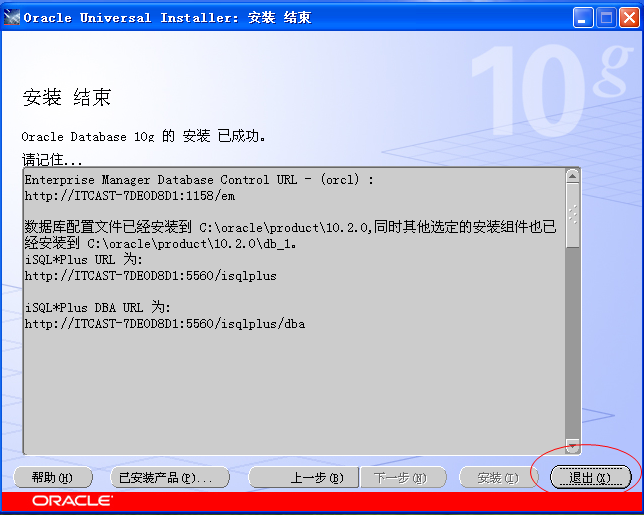 Oracle Universal Installer: 安装 结束
10g
安装 结束
Oracle Database 10g 的 安装 已成功。
请记住...
Enterprise Manager Database Control URL - (orcl) :
http://ITCAST-7DEOD8D1:1158/em
数据库配置文件已经安装到 C:\oracle\product\10.2.0,同时其他选定的安装组件也已
经安装到 C:\oracle\product\10.2.0\db_1。
iSQL*Plus URL 为:
http://ITCAST-7DEOD8D1:5560/isqlplus
iSQL*Plus DBA URL 为:
http://ITCAST-7DEOD8D1:5560/isqlplus/dba
帮助(H) 已安装产品(P)... 上一步(B) 下一步(N) 安装(I) 退出(X)
ORACLE